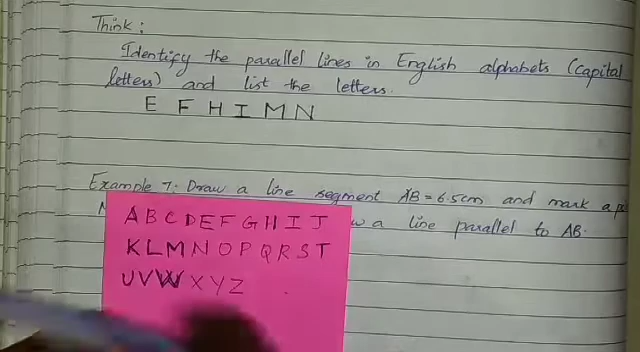 Think:
Identify the parallel lines in English alphabets (capital
letters) and list the letters.
E F H I M N
Example 7: Draw a line segment AB = 6.5cm and mark a
a line parallel to AB.
A B C D E F G H I J
K L M N O P Q R S T
U V W X Y Z